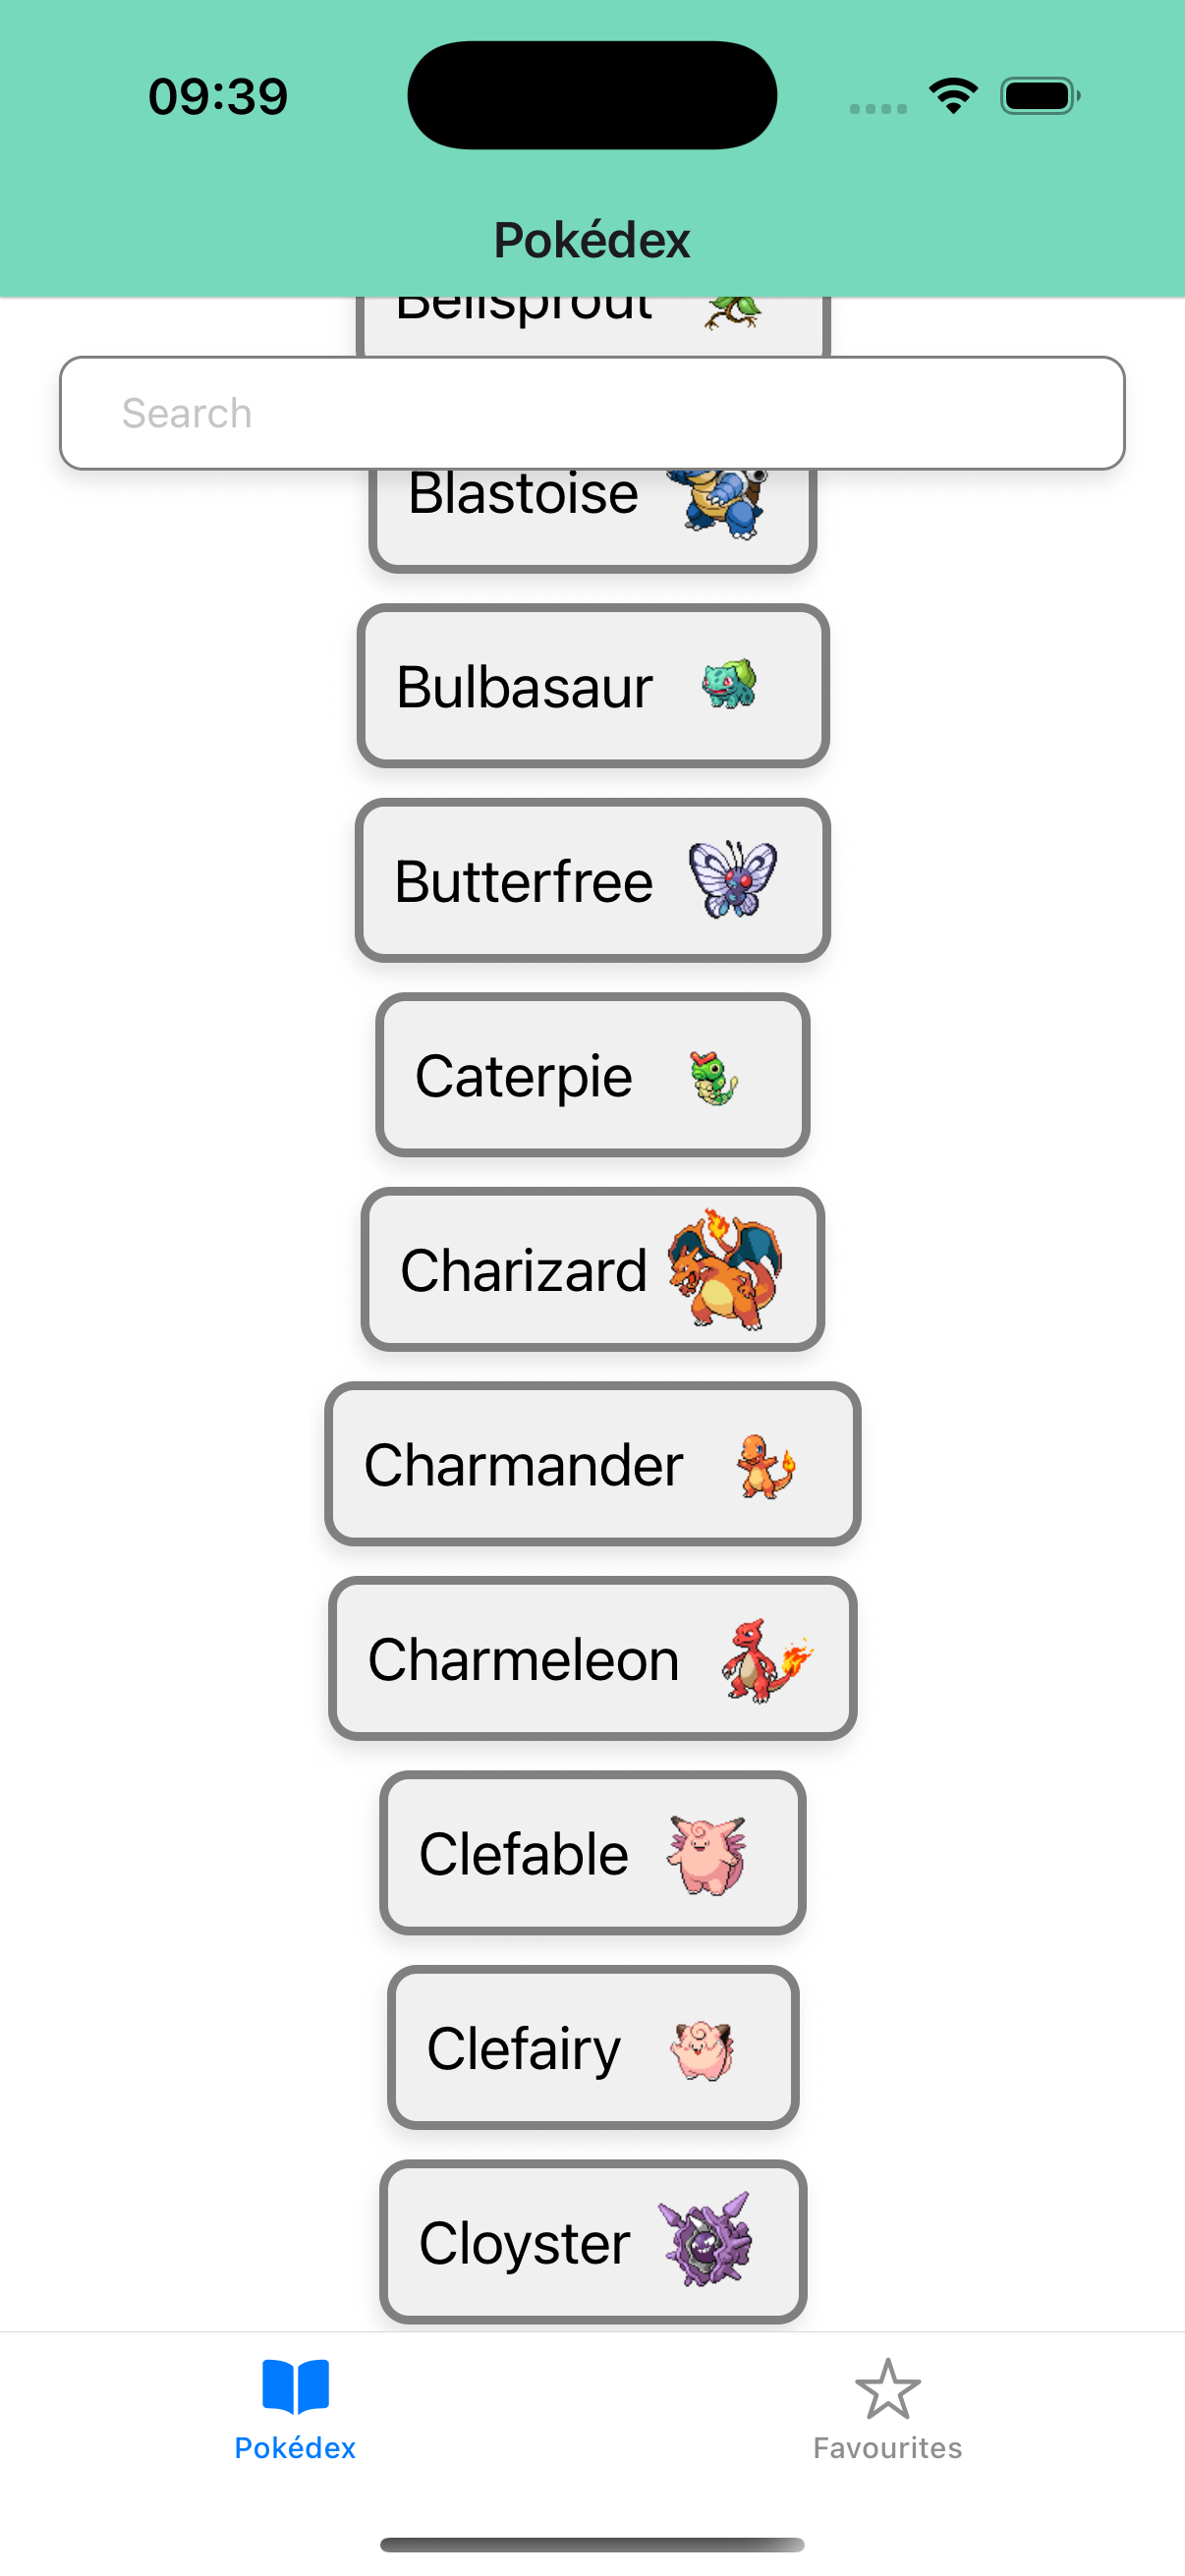 09:39
Pokédex
Bellsprout
Search
Blastoise
Bulbasaur
Butterfree
Caterpie
Charizard
Charmander
Charmeleon
Clefable
Clefairy
Cloyster
Pokédex
Favourites